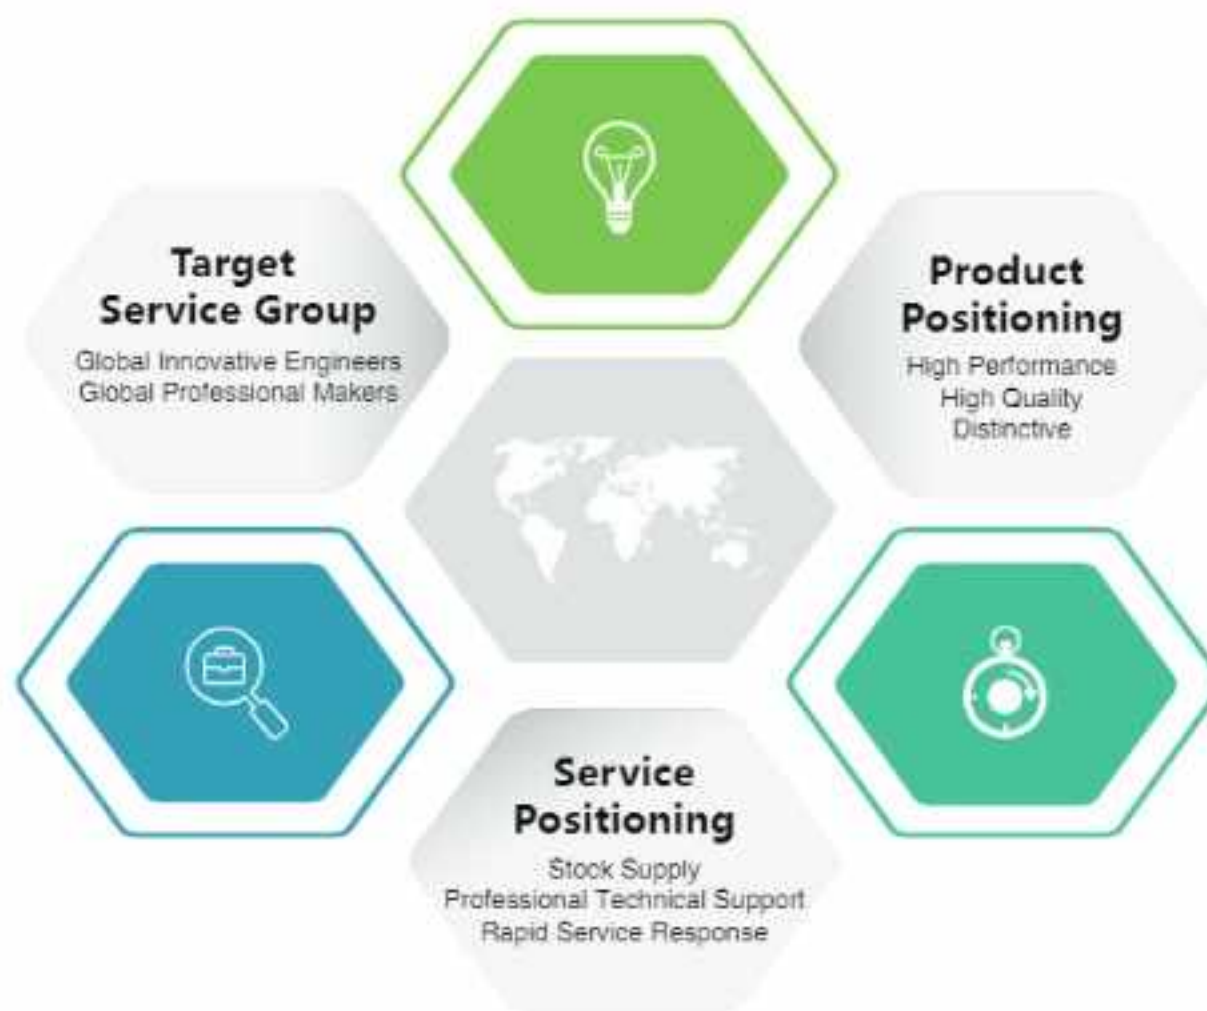 Target
Service Group
Global Innovative Engineers
Global Professional Makers
Product
Positioning
High Performance
High Quality
Distinctive
Service
Positioning
Stock Supply
Professional Technical Support
Rapid Service Response